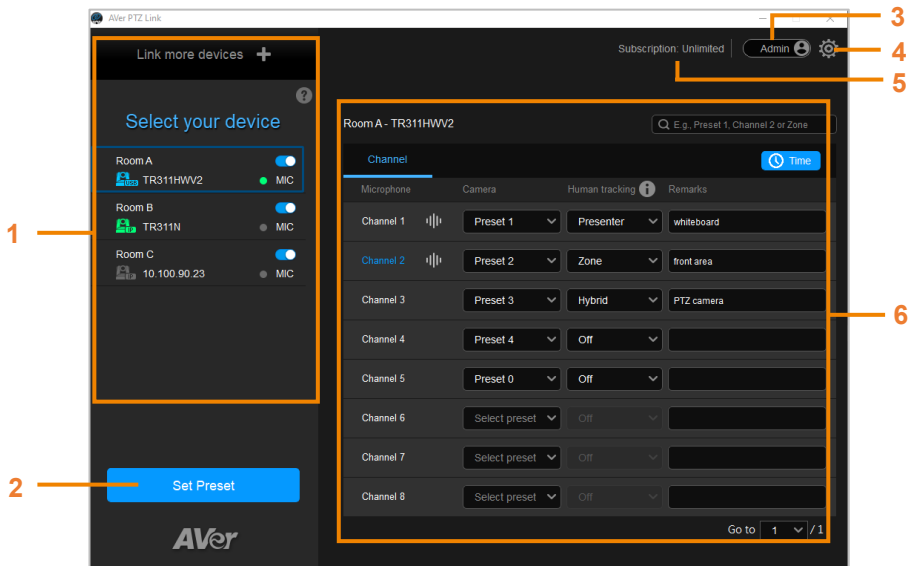 AVer PTZ Link
3
Link more devices +
Subscription: Unlimited
Admin
4
5
?
Select your device
Room A - TR311HWV2
E.g., Preset 1, Channel 2 or Zone
Room A
USB TR311HWV2 MIC
Channel
Time
Microphone Camera Human tracking i Remarks
Room B
IP TR311N MIC
Channel 1 Preset 1 Presenter whiteboard
1
Room C
IP 10.100.90.23 MIC
Channel 2 Preset 2 Zone front area
Channel 3 Preset 3 Hybrid PTZ camera
6
Channel 4 Preset 4 Off
Channel 5 Preset 0 Off
Channel 6 Select preset Off
Channel 7 Select preset Off
2
Set Preset
Channel 8 Select preset Off
Go to 1 / 1
AVer